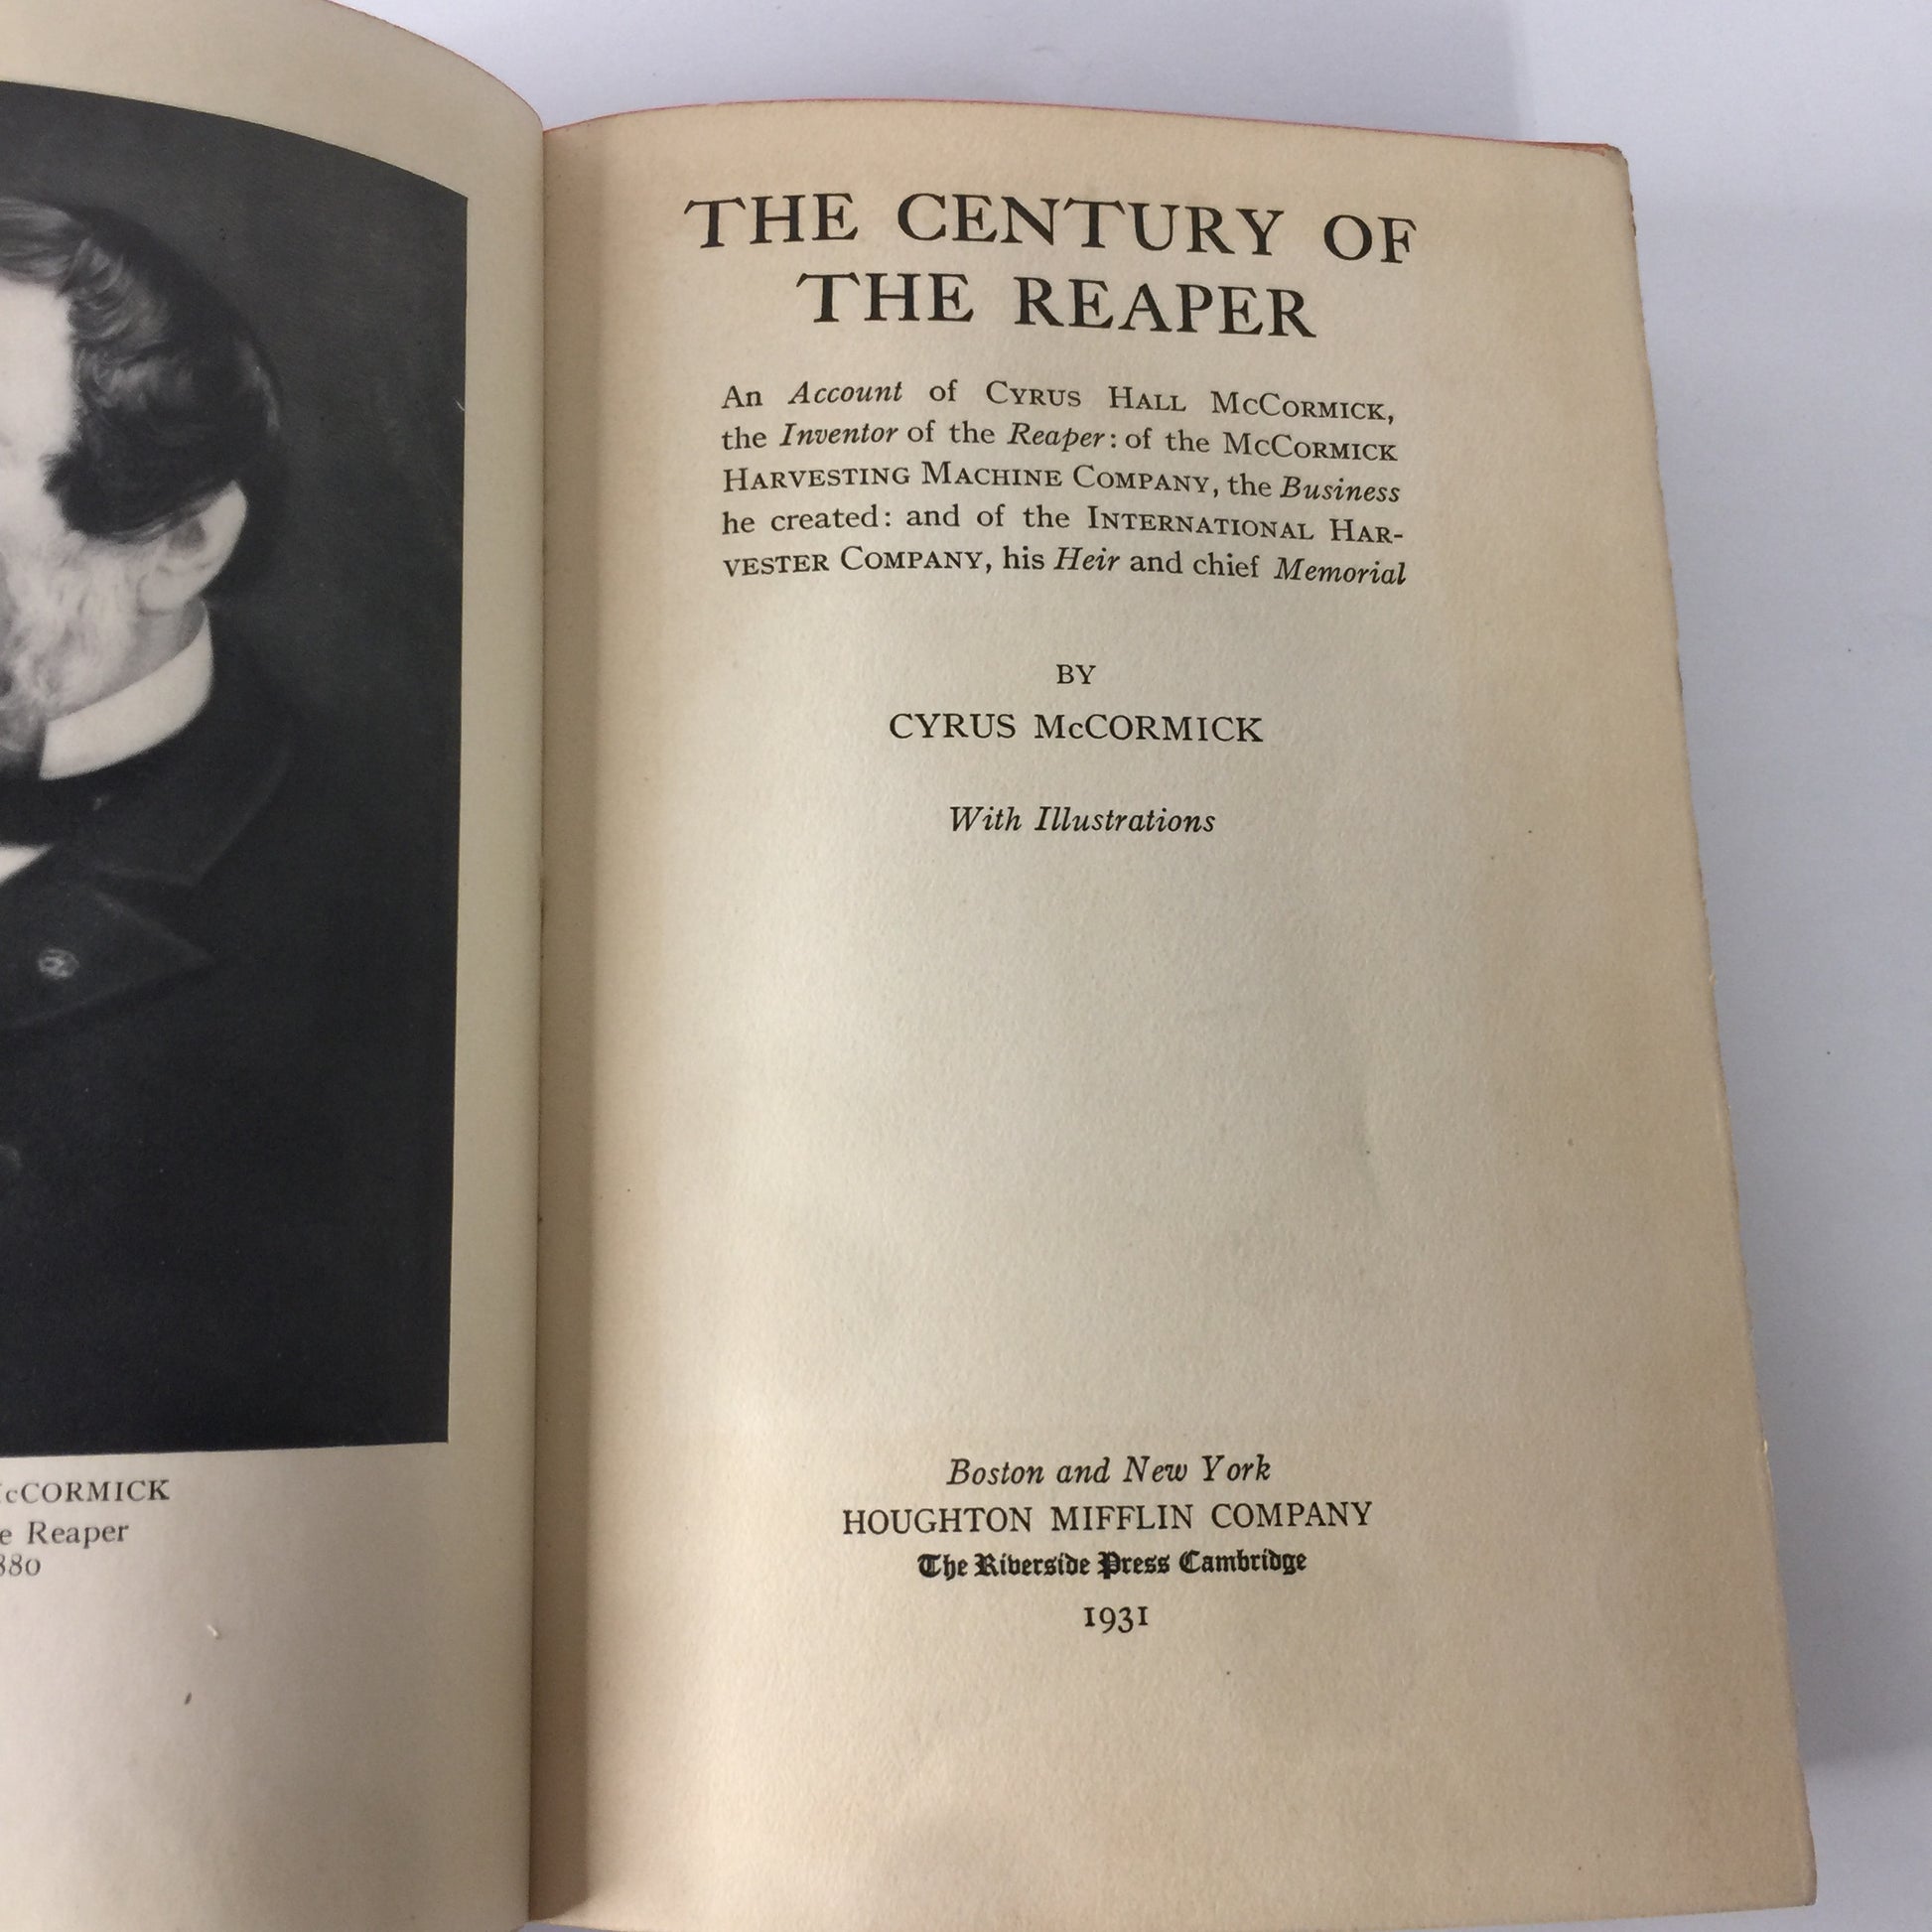 THE CENTURY OF
THE REAPER
An Account of CYRUS HALL MCCORMICK,
the Inventor of the Reaper: of the MCCORMICK
HARVESTING MACHINE COMPANY, the Business
he created: and of the INTERNATIONAL HAR-
VESTER COMPANY, his Heir and chief Memorial
BY
CYRUS McCORMICK
With Illustrations
Boston and New York
HOUGHTON MIFFLIN COMPANY
The Riverside Press Cambridge
1931
McCORMICK
Reaper